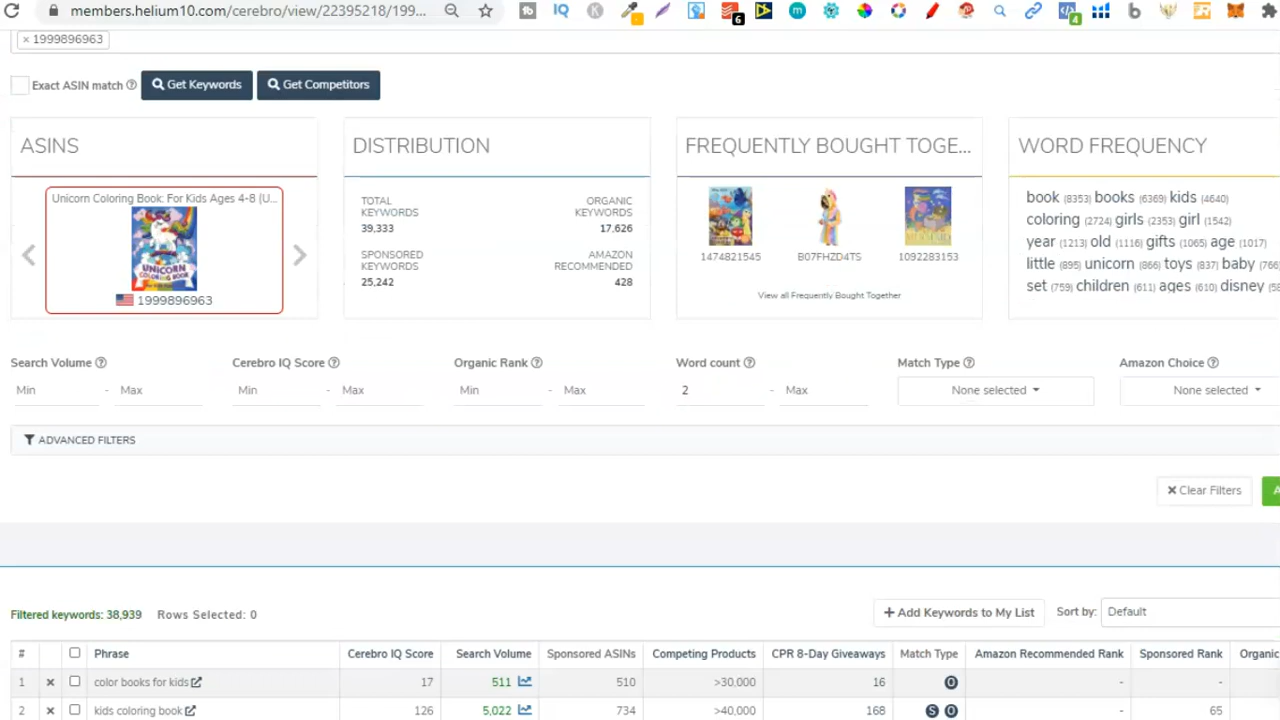 members.helium10.com/cerebro/view/22395218/199...
6
4
× 1999896963
Exact ASIN match
Get Keywords
Get Competitors
ASINS
DISTRIBUTION
FREQUENTLY BOUGHT TOGE...
WORD FREQUENCY
Unicorn Coloring Book: For Kids Ages 4-8 (U...
UNICORN
COLORING BOOK
1999896963
TOTAL KEYWORDS
39,333
ORGANIC KEYWORDS
17,626
SPONSORED KEYWORDS
25,242
AMAZON RECOMMENDED
428
1474821545
B07FHZD4TS
1092283153
View all Frequently Bought Together
book (8353) books (6369) kids (4640)
coloring (2724) girls (2353) girl (1542)
year (1213) old (1116) gifts (1065) age (1017)
little (895) unicorn (866) toys (837) baby (766
set (759) children (611) ages (610) disney (58
Search Volume
Cerebro IQ Score
Organic Rank
Word count
Match Type
Amazon Choice
Min - Max
Min - Max
Min - Max
2 - Max
None selected
None selected
ADVANCED FILTERS
× Clear Filters
Filtered keywords: 38,939 Rows Selected: 0
+ Add Keywords to My List
Sort by: Default
# Phrase Cerebro IQ Score Search Volume Sponsored ASINs Competing Products CPR 8-Day Giveaways Match Type Amazon Recommended Rank Sponsored Rank Organic
1 × color books for kids 17 511 510 >30,000 16 O - -
2 × kids coloring book 126 5,022 734 >40,000 168 S O - 65